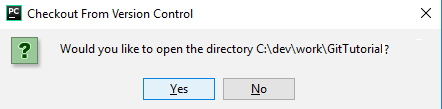 PC Checkout From Version Control
Would you like to open the directory C:\dev\work\GitTutorial?
Yes No